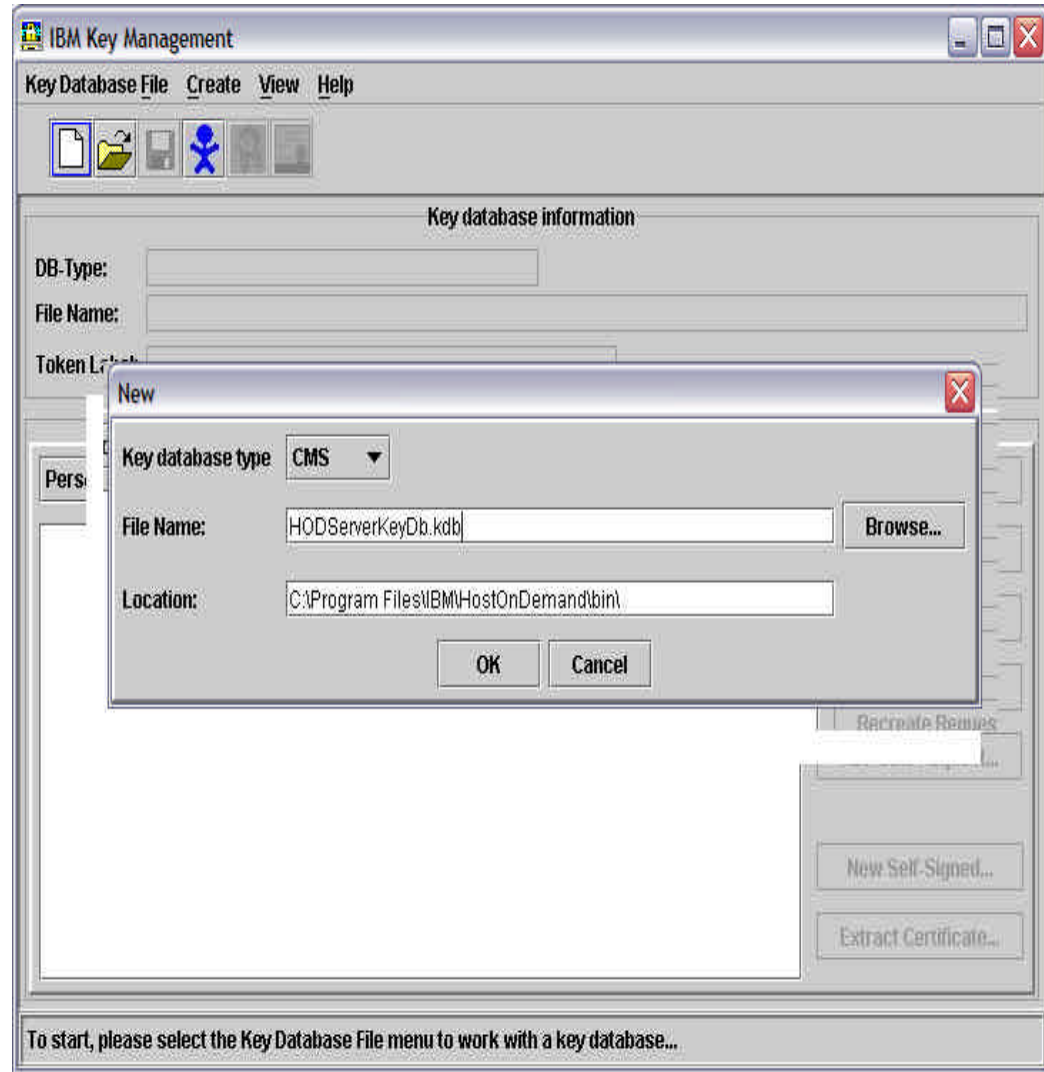 IBM Key Management
Key Database File Create View Help
Key database information
DB-Type:
File Name:
Token
New
Key database type CMS
File Name: HODServerKeyDb.kdb Browse...
Location: C:\Program Files\IBM\HostOnDemand\bin\
OK Cancel
Recreate
New Self-Signed...
Extract Certificate...
To start, please select the Key Database File menu to work with a key database...